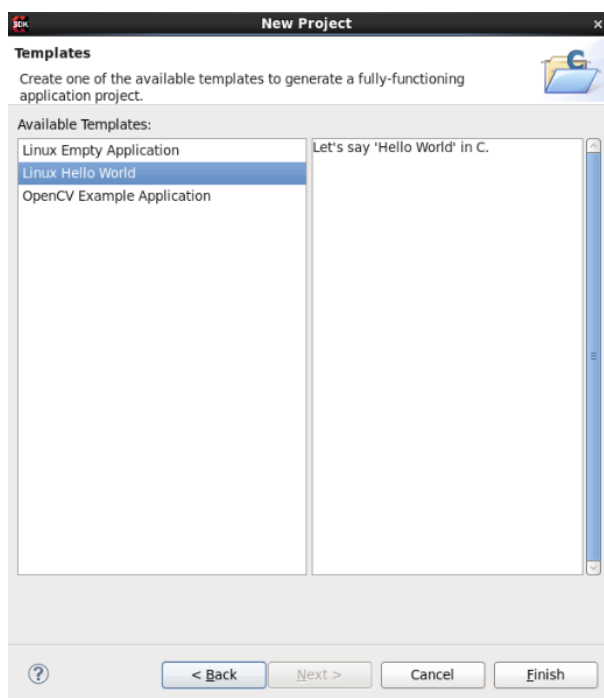 SDK
New Project
×
Templates
Create one of the available templates to generate a fully-functioning
application project.
C
Available Templates:
Linux Empty Application
Linux Hello World
OpenCV Example Application
Let's say 'Hello World' in C.
?
< Back
Next >
Cancel
Finish